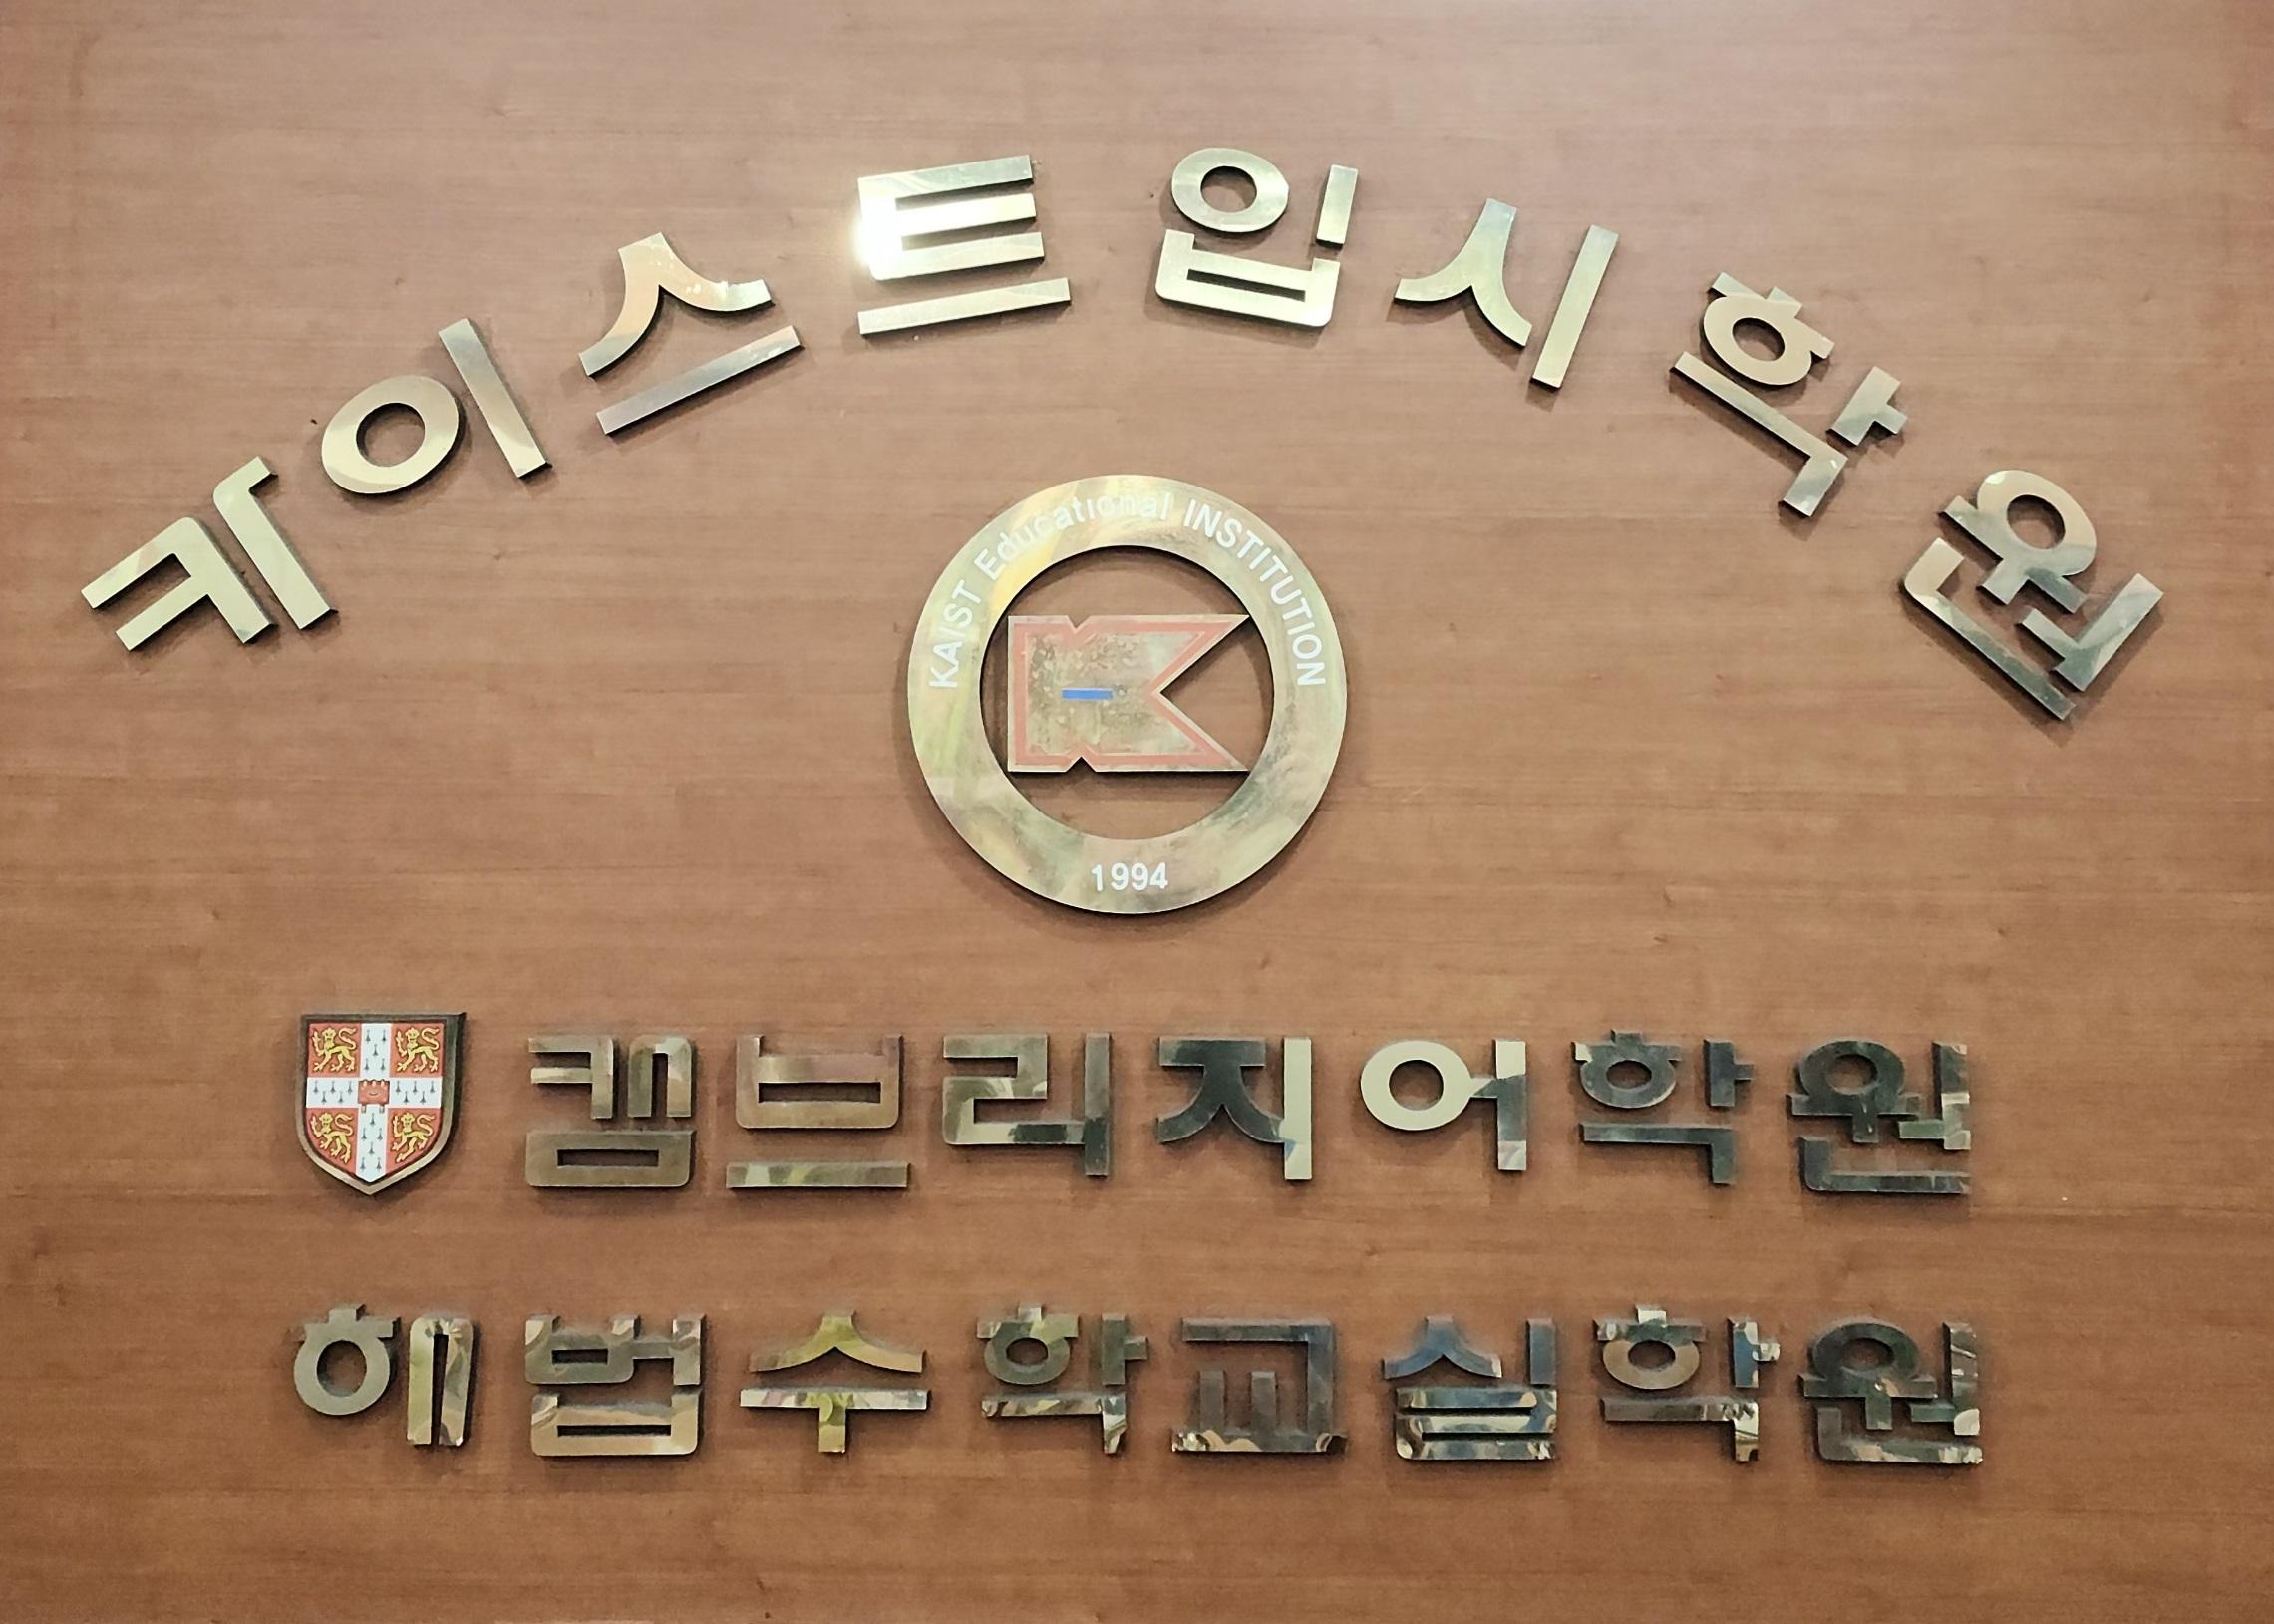 카이스트입시학원
KAIST Educational INSTITUTION
1994
캠브리지어학원
해법수학교실학원